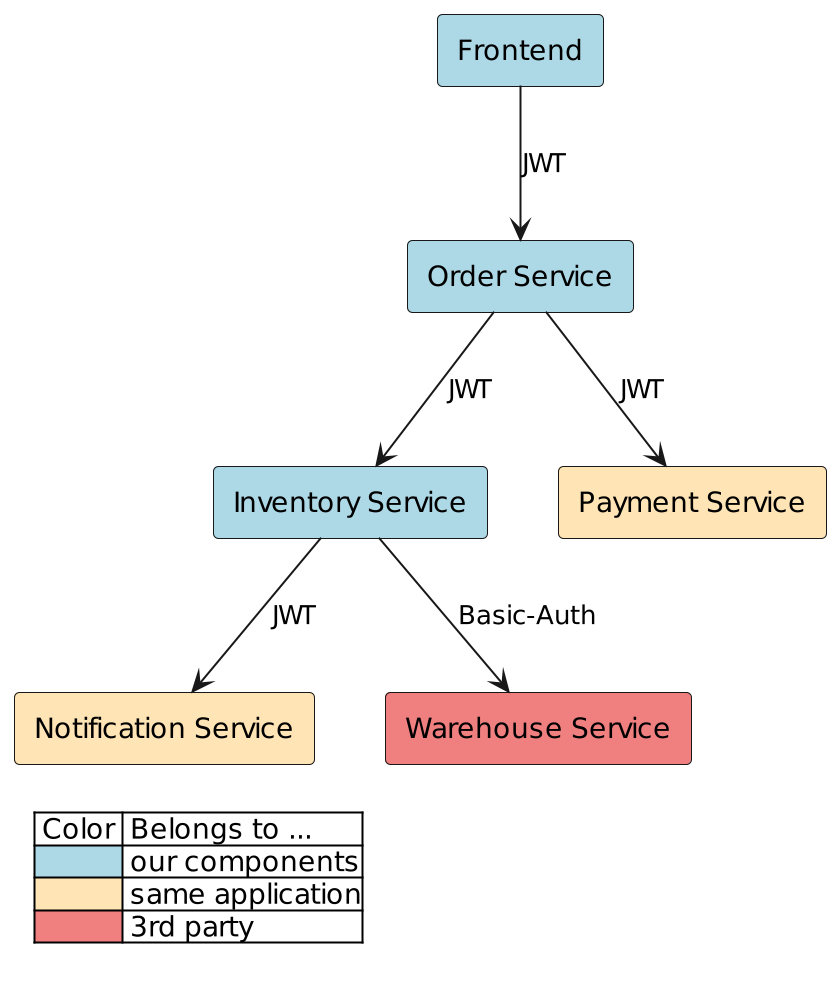 Frontend
JWT
Order Service
JWT
JWT
Inventory Service
Payment Service
JWT
Basic-Auth
Notification Service
Warehouse Service
Color
Belongs to ...
our components
same application
3rd party